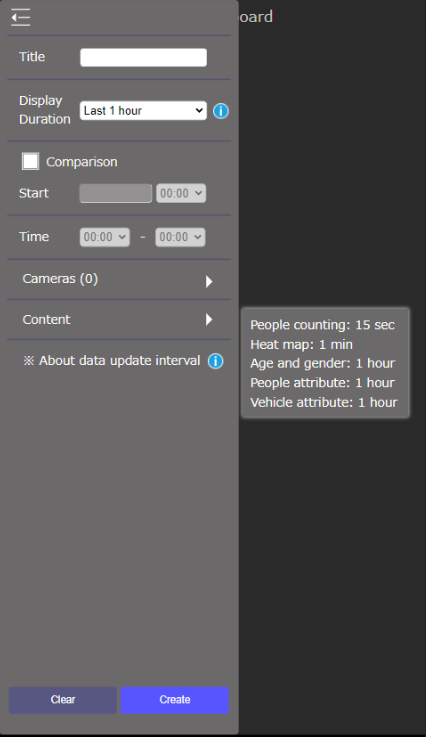 board
Title
Display
Duration
Last 1 hour
Comparison
Start
00:00
Time
00:00 - 00:00
Cameras (0)
Content
※ About data update interval
People counting: 15 sec
Heat map: 1 min
Age and gender: 1 hour
People attribute: 1 hour
Vehicle attribute: 1 hour
Clear
Create